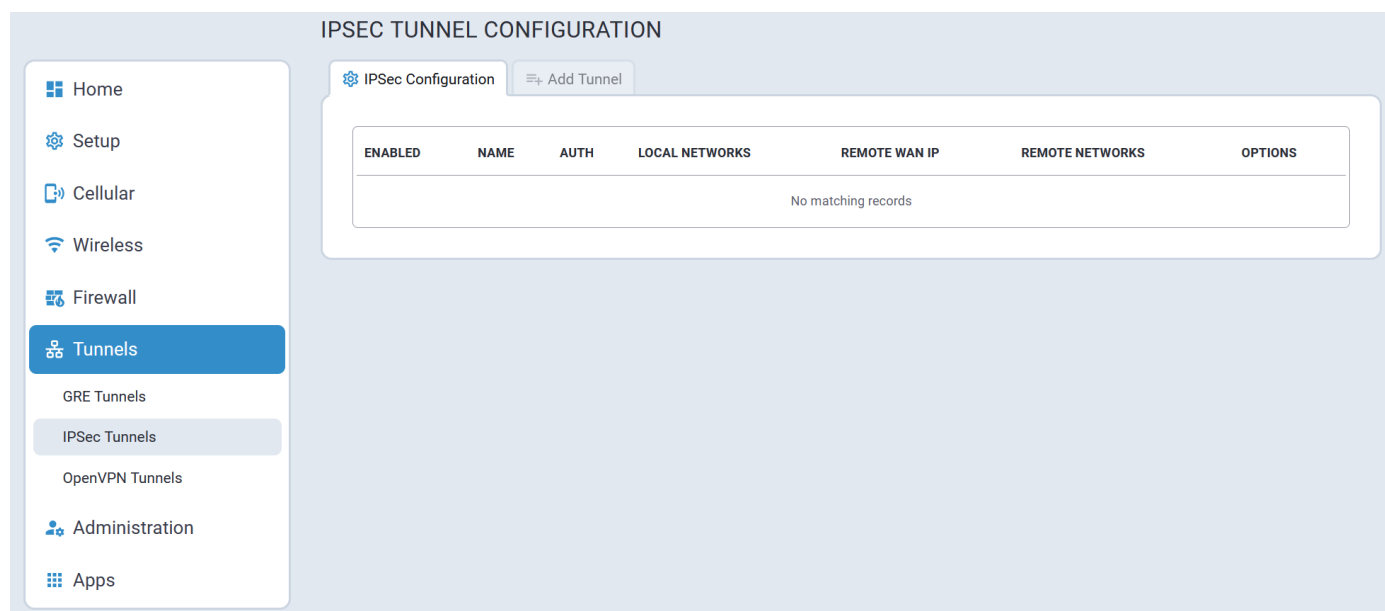 IPSEC TUNNEL CONFIGURATION
Home
Setup
Cellular
Wireless
Firewall
Tunnels
GRE Tunnels
IPSec Tunnels
OpenVPN Tunnels
Administration
Apps
IPSec Configuration
Add Tunnel
ENABLED NAME AUTH LOCAL NETWORKS REMOTE WAN IP REMOTE NETWORKS OPTIONS
No matching records